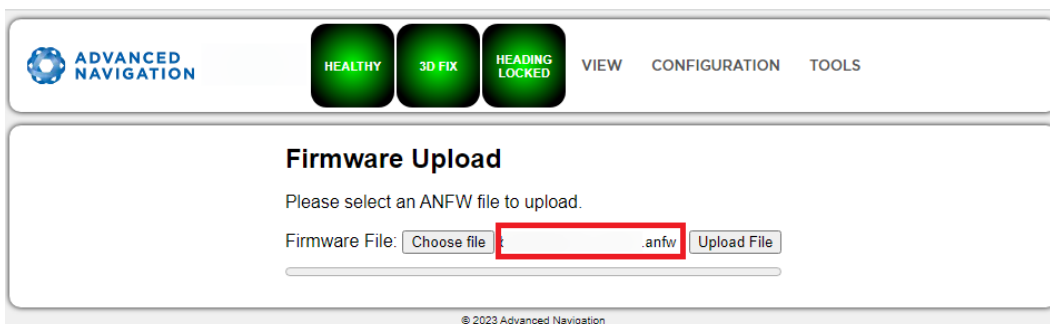 ADVANCED
NAVIGATION
HEALTHY
3D FIX
HEADING
LOCKED
VIEW
CONFIGURATION
TOOLS
Firmware Upload
Please select an ANFW file to upload.
Firmware File: Choose file .anfw Upload File
© 2023 Advanced Navigation